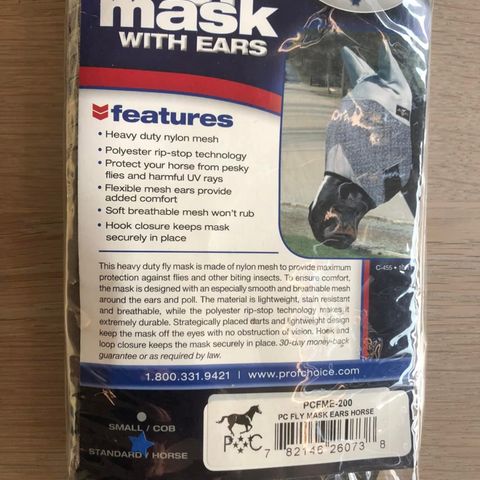 mask
WITH EARS
features
• Heavy duty nylon mesh
• Polyester rip-stop technology
• Protect your horse from pesky
flies and harmful UV rays
• Flexible mesh ears provide
added comfort
• Soft breathable mesh won't rub
• Hook closure keeps mask
securely in place
C-455 •
This heavy duty fly mask is made of nylon mesh to provide maximum
protection against flies and other biting insects. To ensure comfort,
the mask is designed with an especially smooth and breathable mesh
around the ears and poll. The material is lightweight, stain resistant
and breathable, while the polyester rip-stop technology makes it
extremely durable. Strategically placed darts and lightweight design
keep the mask off the eyes with no obstruction of vision. Hook and
loop closure keeps the mask securely in place. 30-day money-back
guarantee or as required by law.
1.800.331.9421 | www.profchoice.com
SMALL / COB
STANDARD / HORSE
PCFME-200
PC FLY MASK EARS HORSE
P C
7 82146 26073 8